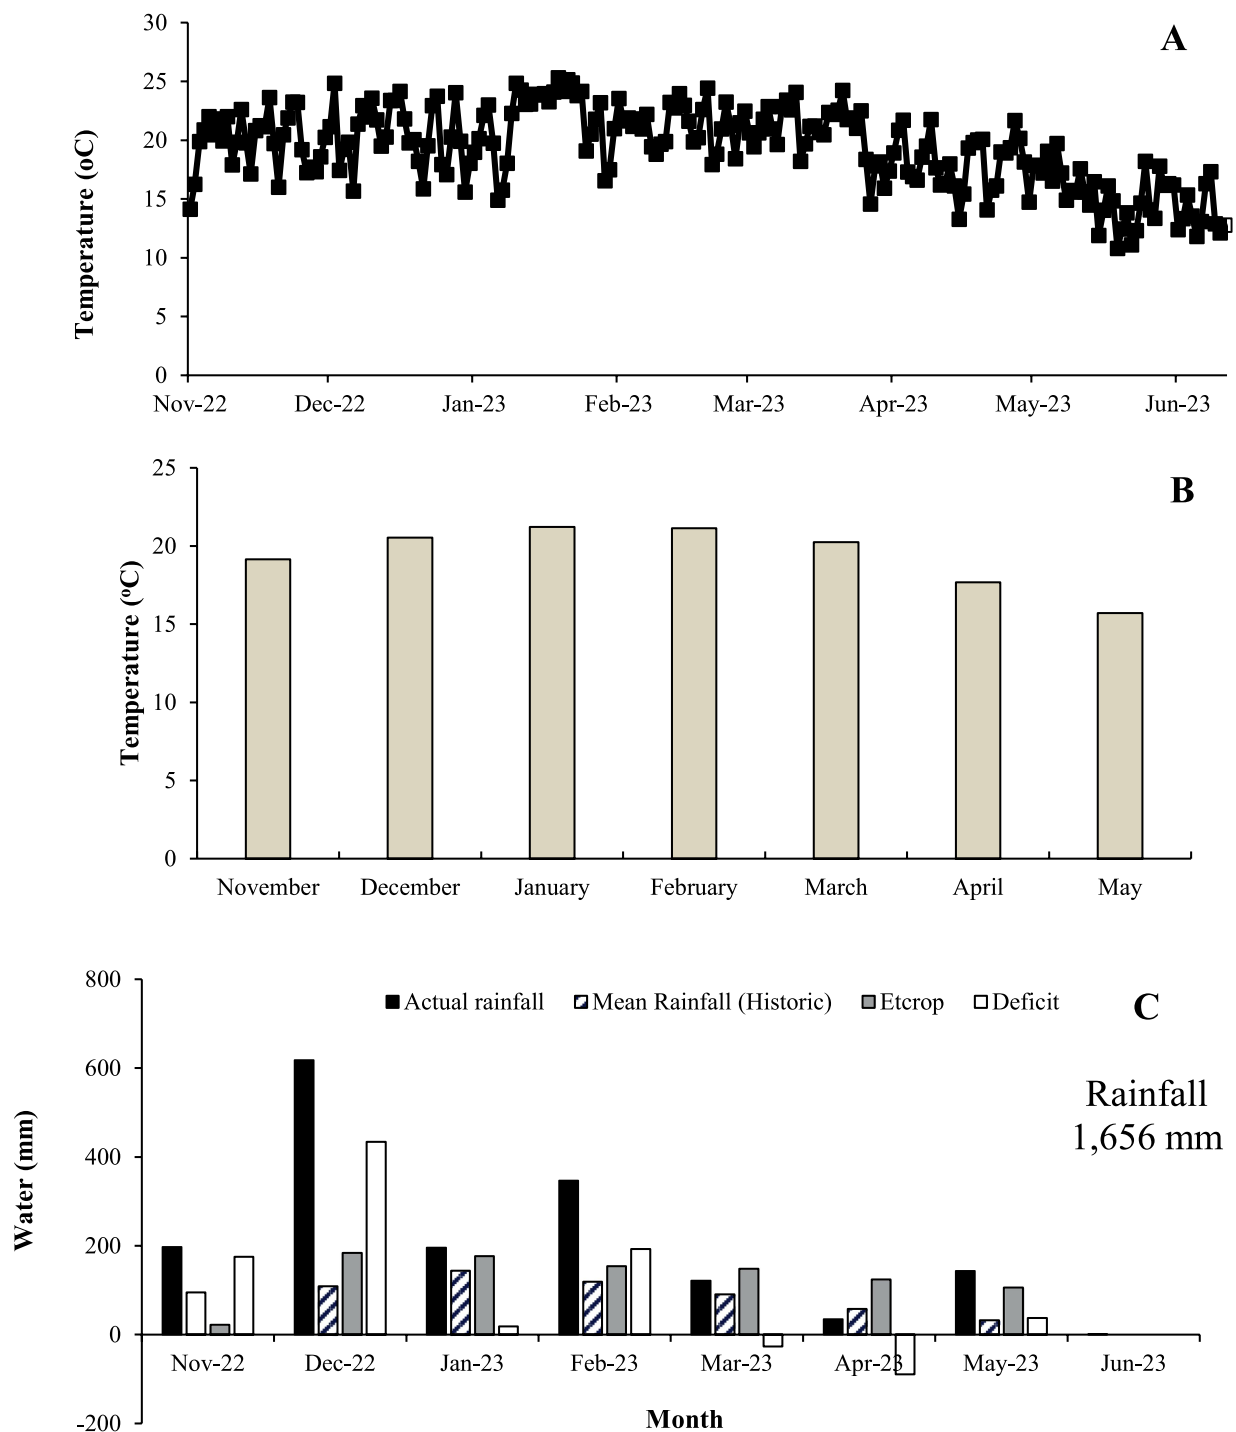 A
30
25
20
15
10
5
0
Temperature (oC)
Nov-22 Dec-22 Jan-23 Feb-23 Mar-23 Apr-23 May-23 Jun-23
B
25
20
15
10
5
0
Temperature (ºC)
November December January February March April May
C
800
600
400
200
0
-200
Water (mm)
Actual rainfall Mean Rainfall (Historic) Etcrop Deficit
Rainfall
1,656 mm
Nov-22 Dec-22 Jan-23 Feb-23 Mar-23 Apr-23 May-23 Jun-23
Month